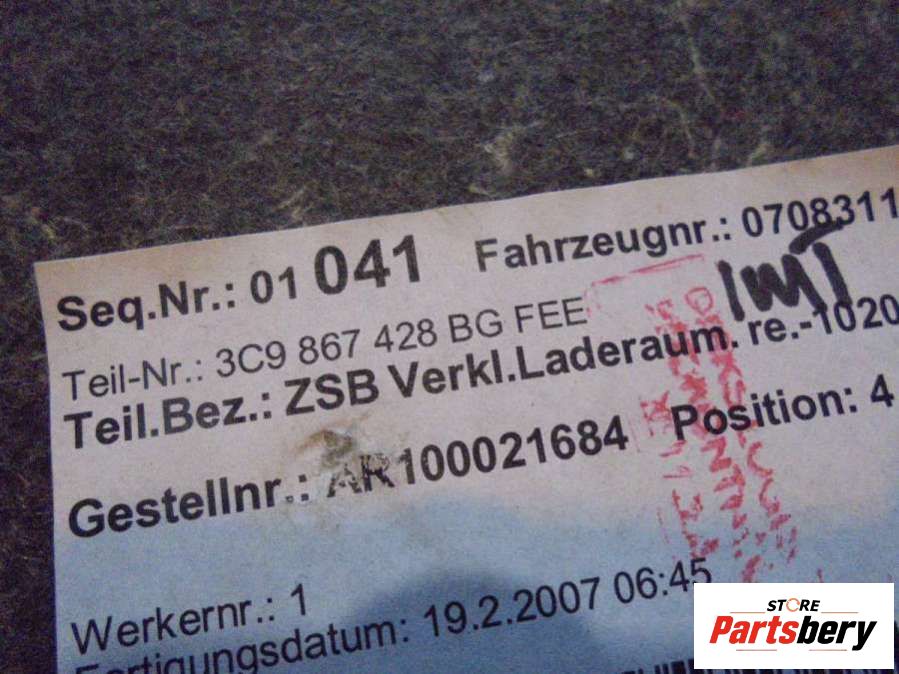 Seq.Nr.: 01 041 Fahrzeugnr.: 0708311
Teil-Nr.: 3C9 867 428 BG FEE
Teil.Bez.: ZSB Verkl.Laderaum. re.-1020
Gestellnr.: AR100021684 Position: 4
Werkernr.: 1
Fertigungsdatum: 19.2.2007 06:45
STORE
Partsbery